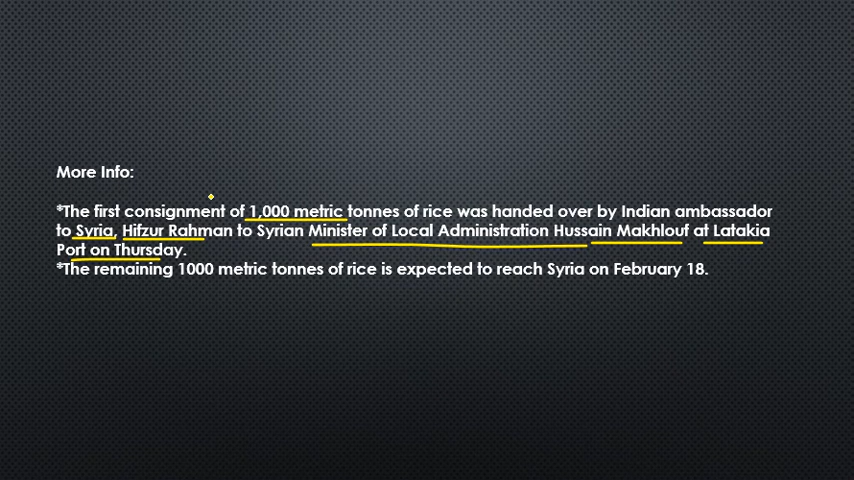 More Info:
*The first consignment of 1,000 metric tonnes of rice was handed over by Indian ambassador
to Syria, Hifzur Rahman to Syrian Minister of Local Administration Hussain Makhlouf at Latakia
Port on Thursday.
*The remaining 1000 metric tonnes of rice is expected to reach Syria on February 18.